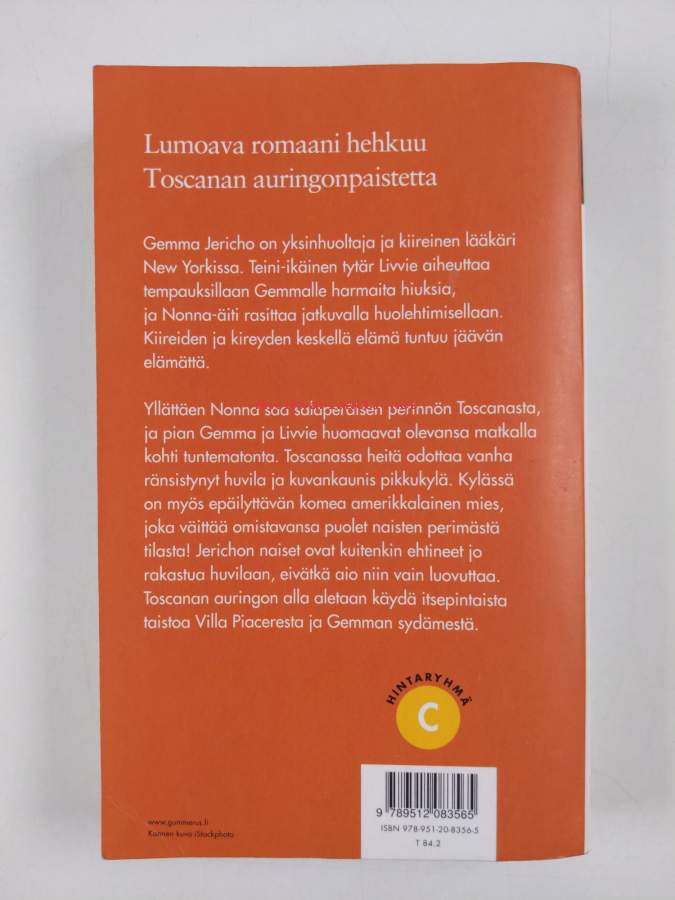 Lumoava romaani hehkuu
Toscanan auringonpaistetta
Gemma Jericho on yksinhuoltaja ja kiireinen lääkäri
New Yorkissa. Teini-ikäinen tytär Livvie aiheuttaa
tempauksillaan Gemmalle harmaita hiuksia,
ja Nonna-äiti rasittaa jatkuvalla huolehtimisellaan.
Kiireiden ja kireyden keskellä elämä tuntuu jäävän
elämättä.
Yllättäen Nonna saa salaperäisen perinnön Toscanasta,
ja pian Gemma ja Livvie huomaavat olevansa matkalla
kohti tuntematonta. Toscanassa heitä odottaa vanha
ränsistynyt huvila ja kuvankaunis pikkukylä. Kylässä
on myös epäilyttävän komea amerikkalainen mies,
joka väittää omistavansa puolet naisten perimästä
tilasta! Jerichon naiset ovat kuitenkin ehtineet jo
rakastua huvilaan, eivätkä aio niin vain luovuttaa.
Toscanan auringon alla aletaan käydä itsepintaista
taistoa Villa Piaceresta ja Gemman sydämestä.
HINTARYHMÄ
C
9 789512 083565
ISBN 978-951-20-8356-5
T 84.2
www.gummerus.fi
Kannen kuva iStockphoto